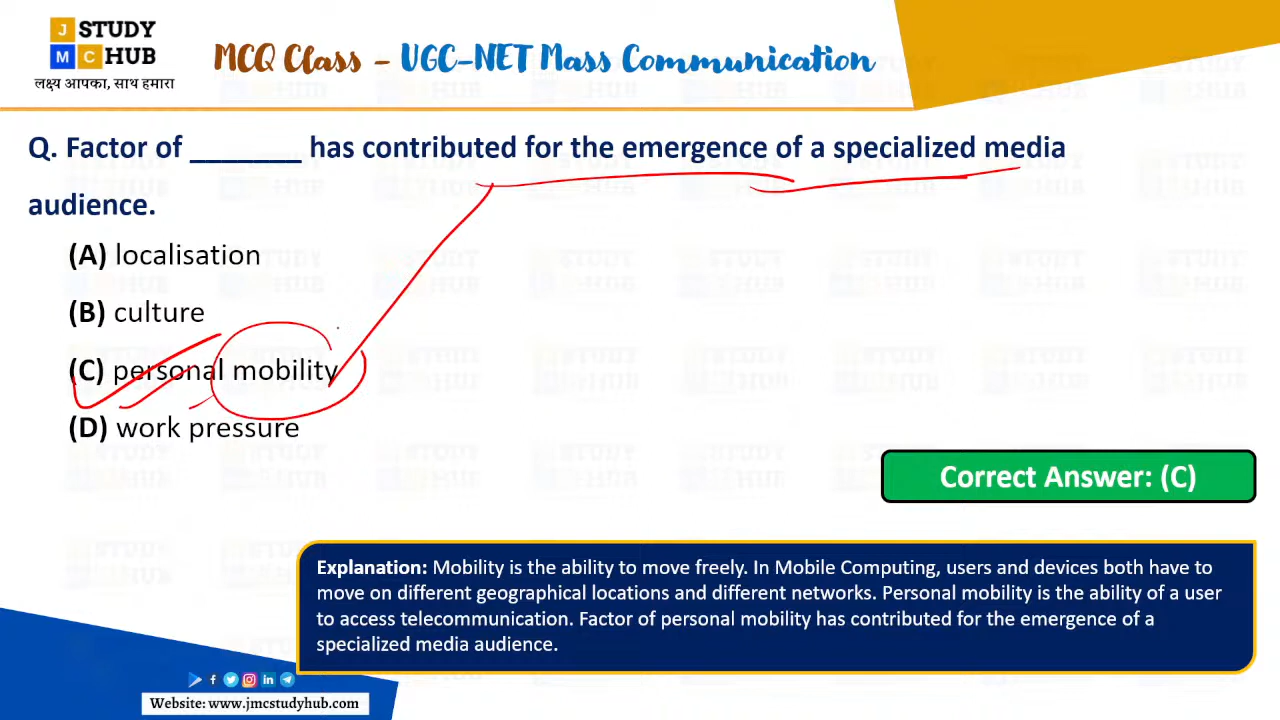 J STUDY
MC HUB
लक्ष्य आपका, साथ हमारा
MCQ Class - UGC-NET Mass Communication
Q. Factor of _______ has contributed for the emergence of a specialized media
audience.
(A) localisation
(B) culture
(C) personal mobility
(D) work pressure
Correct Answer: (C)
Explanation: Mobility is the ability to move freely. In Mobile Computing, users and devices both have to
move on different geographical locations and different networks. Personal mobility is the ability of a user
to access telecommunication. Factor of personal mobility has contributed for the emergence of a
specialized media audience.
Website: www.jmcstudyhub.com